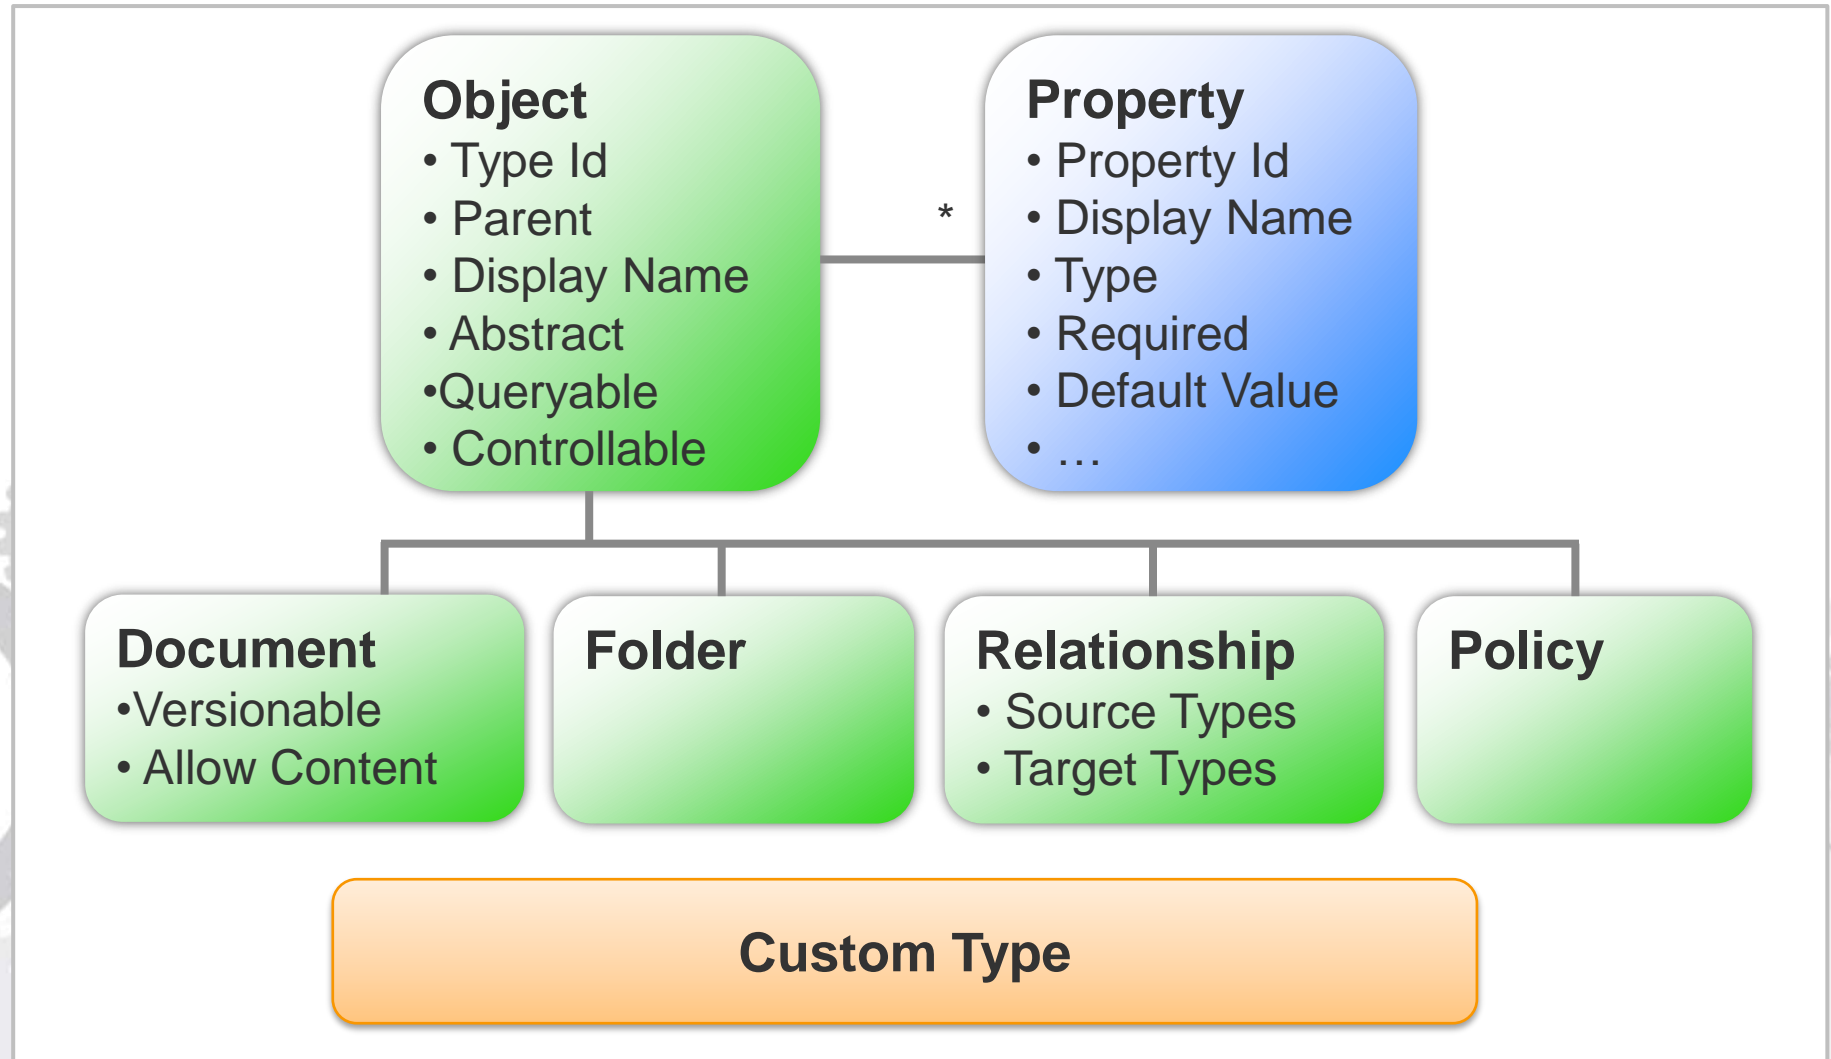 Object
• Type Id
• Parent
• Display Name
• Abstract
•Queryable
• Controllable
*
Property
• Property Id
• Display Name
• Type
• Required
• Default Value
• …
Document
•Versionable
• Allow Content
Folder
Relationship
• Source Types
• Target Types
Policy
Custom Type